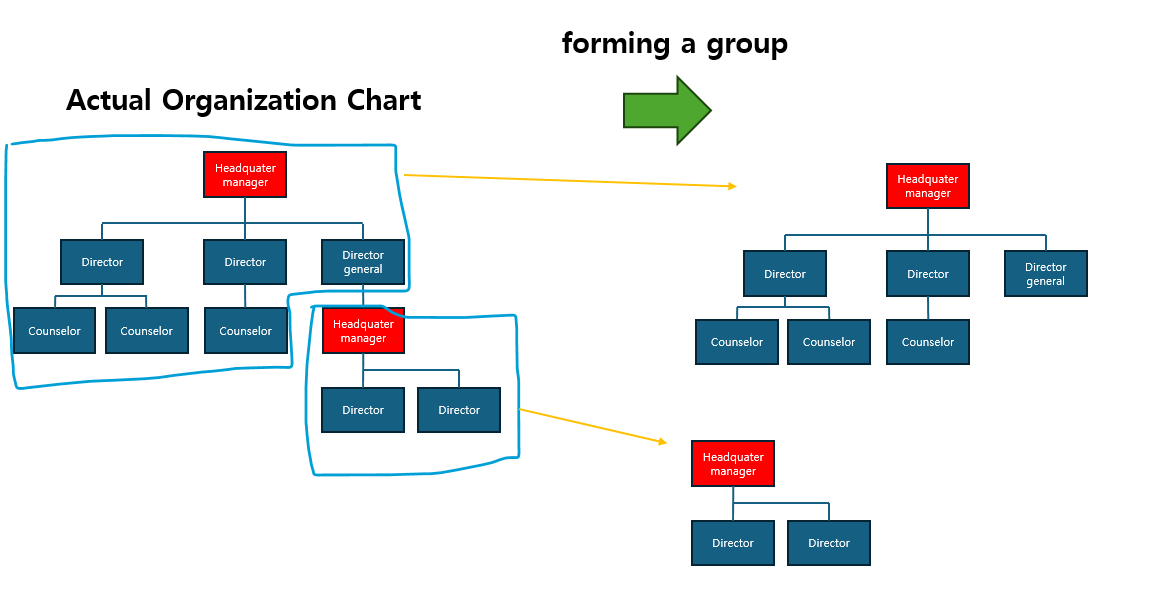 forming a group
Actual Organization Chart
Headquater
manager
Director
Director
Director
general
Counselor
Counselor
Counselor
Headquater
manager
Director
Director
Headquater
manager
Director
Director
Director
general
Counselor
Counselor
Counselor
Headquater
manager
Director
Director